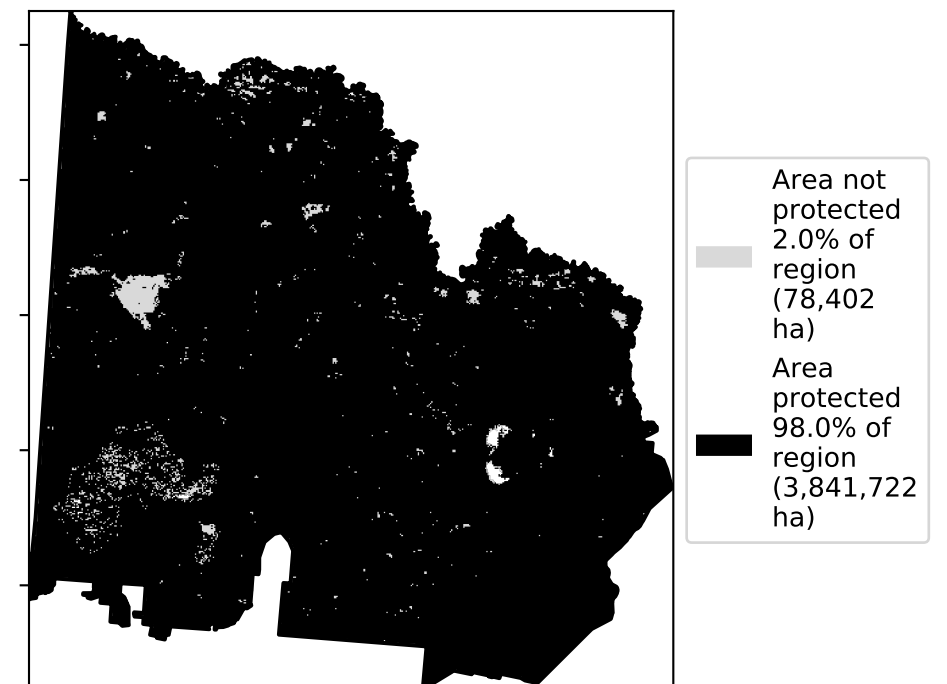 Area not
protected
2.0% of
region
(78,402
ha)
Area
protected
98.0% of
region
(3,841,722
ha)